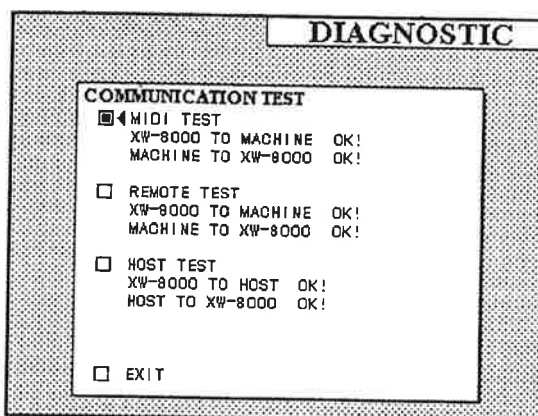 DIAGNOSTIC
COMMUNICATION TEST
MIDI TEST
XW-8000 TO MACHINE OK!
MACHINE TO XW-8000 OK!
REMOTE TEST
XW-8000 TO MACHINE OK!
MACHINE TO XW-8000 OK!
HOST TEST
XW-8000 TO HOST OK!
HOST TO XW-8000 OK!
EXIT